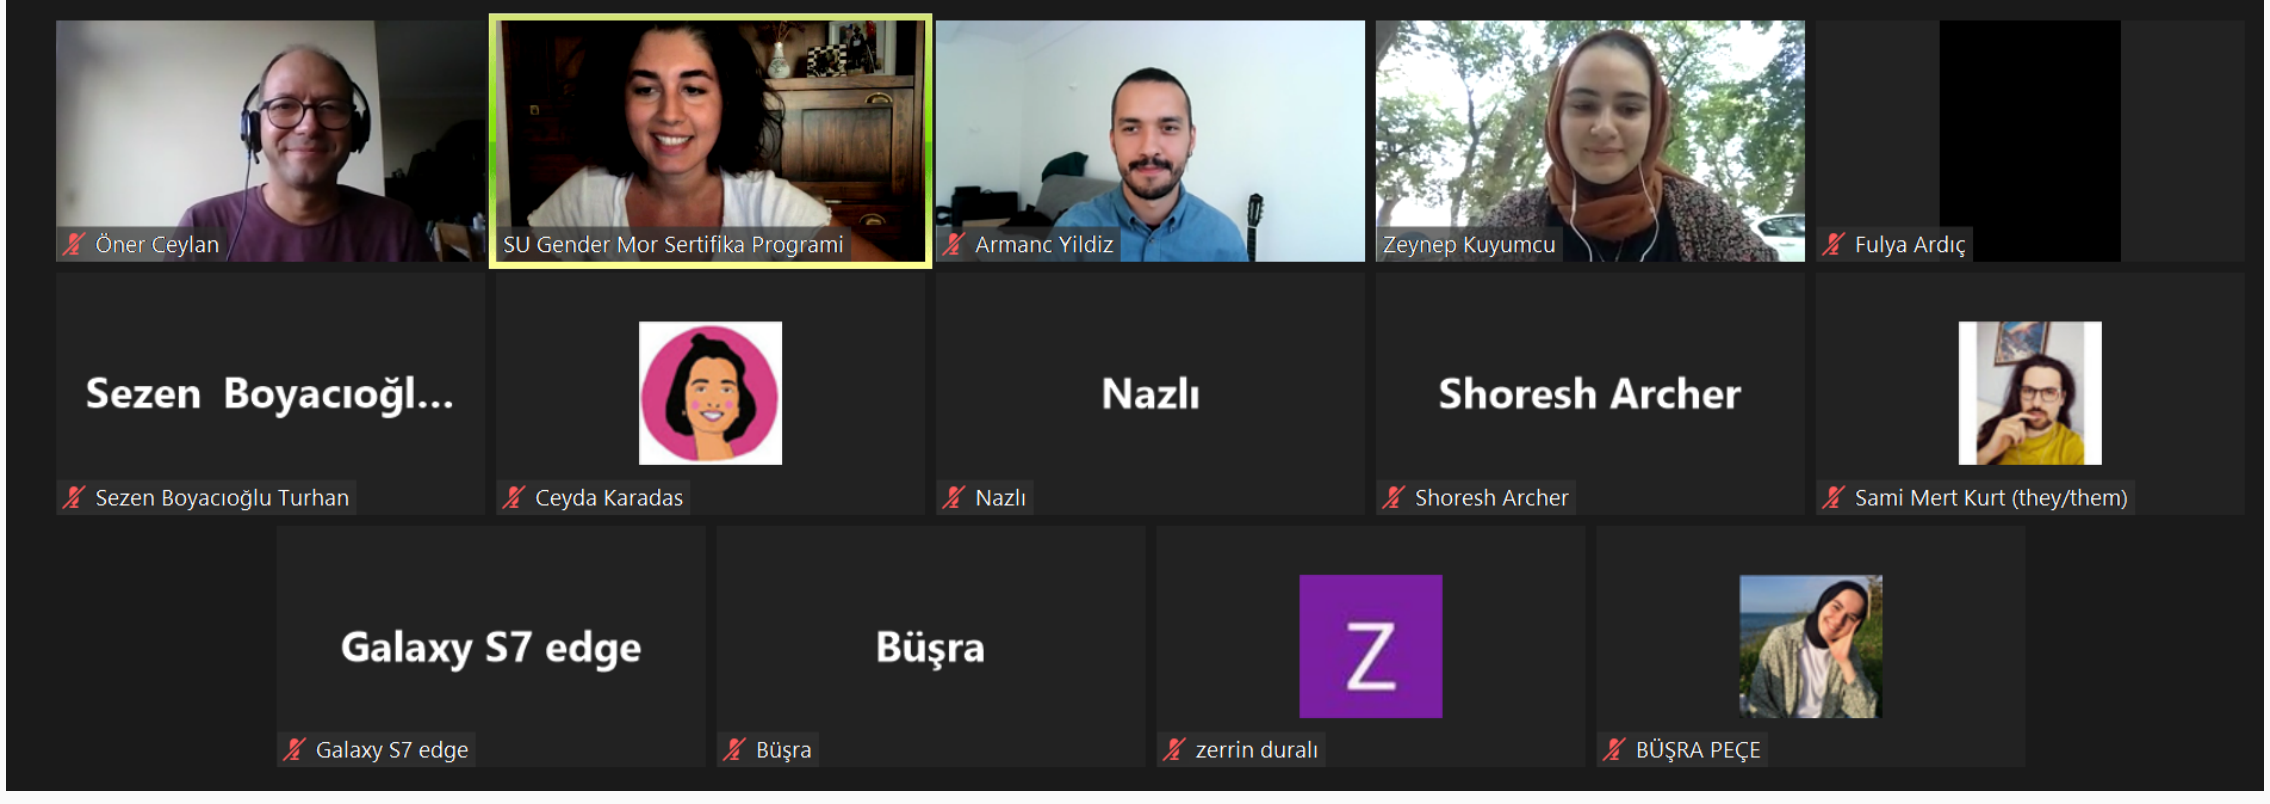 Öner Ceylan
SU Gender Mor Sertifika Programi
Armanc Yildiz
Zeynep Kuyumcu
Fulya Ardıç
Sezen  Boyacıoğl...
Nazlı
Shoresh Archer
Sezen Boyacıoğlu Turhan
Ceyda Karadas
Nazlı
Shoresh Archer
Sami Mert Kurt (they/them)
Galaxy S7 edge
Büşra
Z
Galaxy S7 edge
Büşra
zerrin duralı
BÜŞRA PEÇE